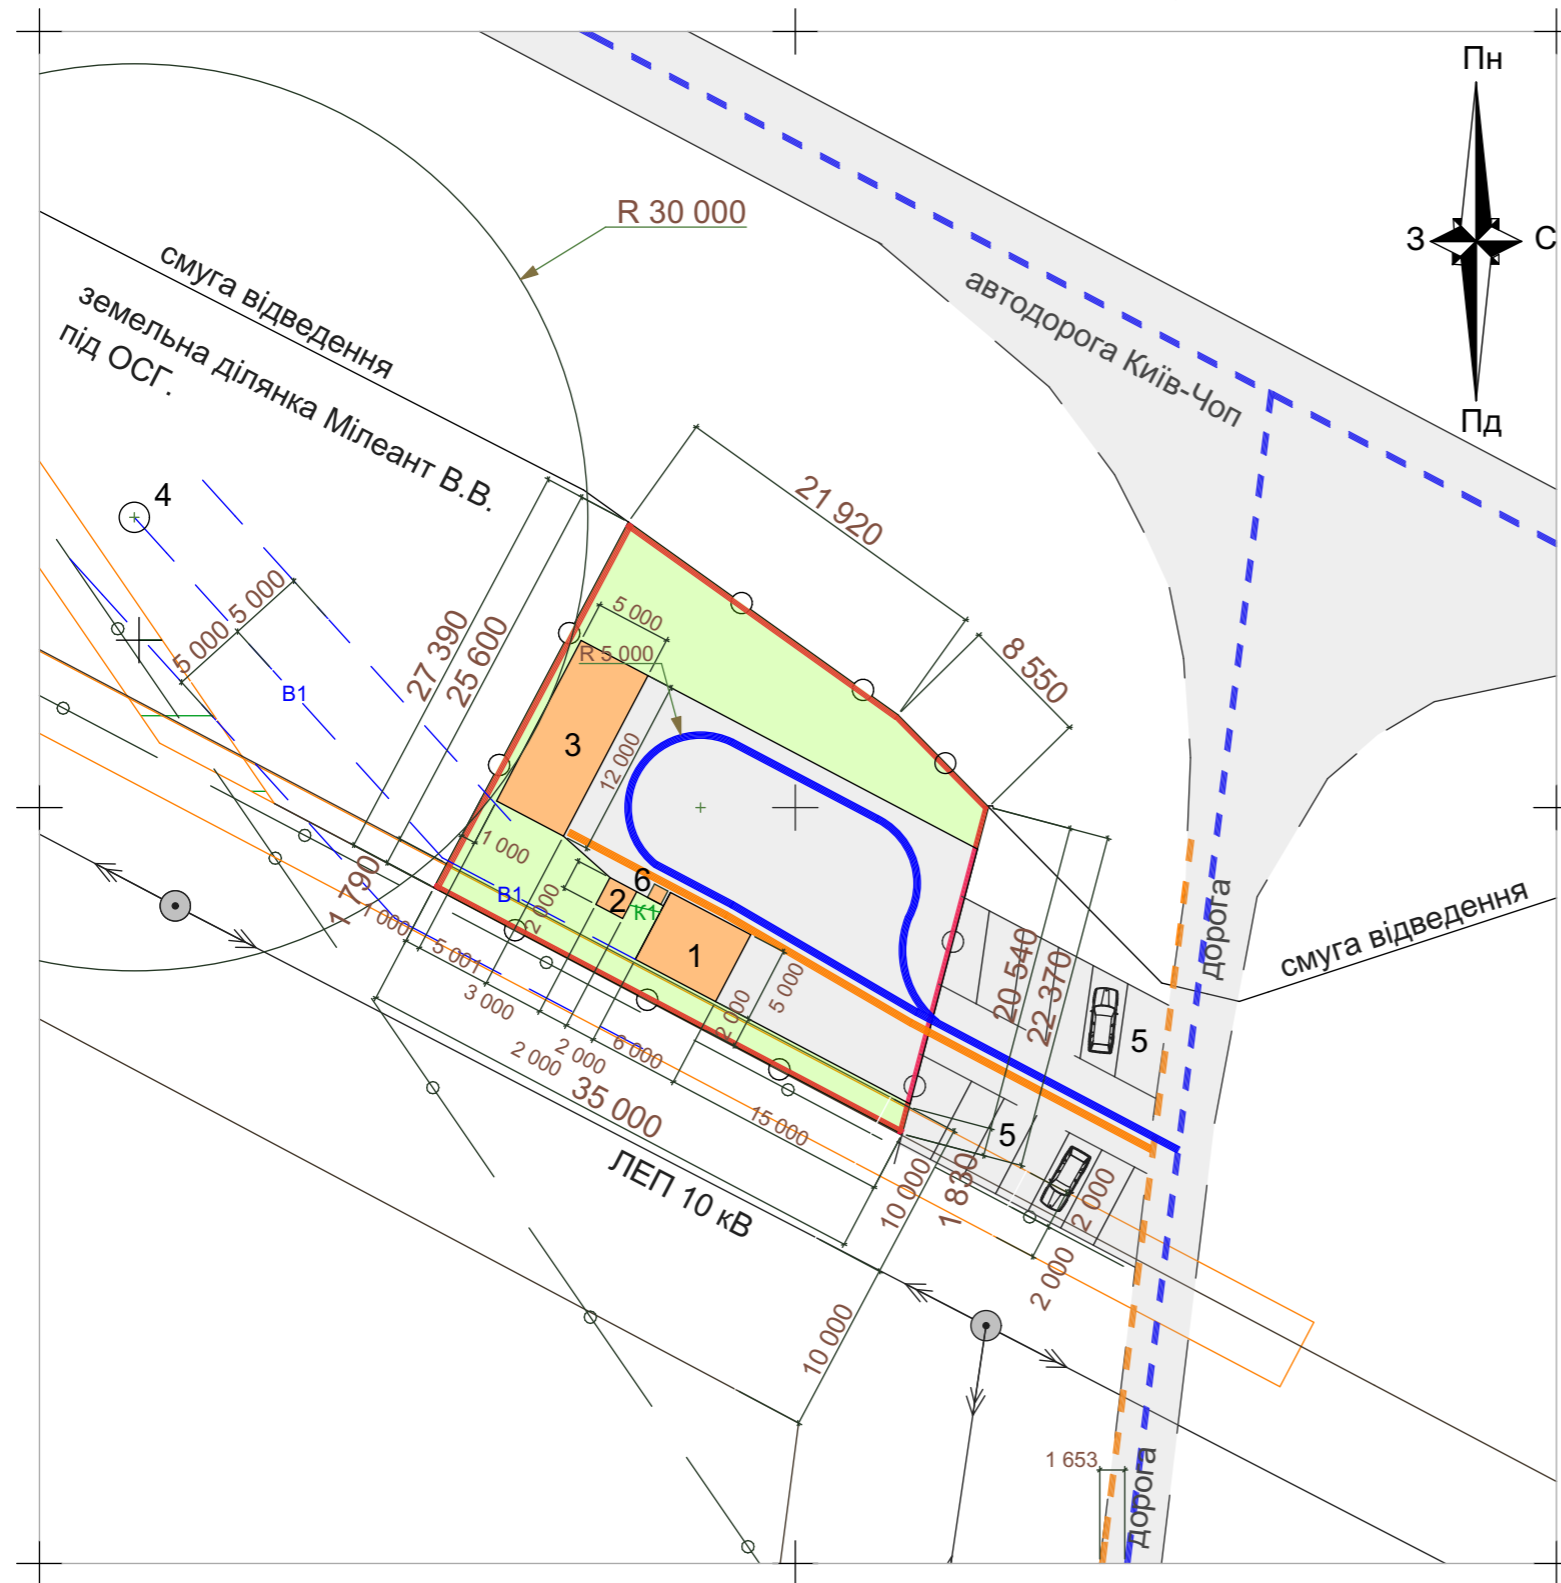 Пн
R 30 000
З
С
смуга відведення
автодорога Київ-Чоп
земельна ділянка Мілеант В.В.
під ОСГ.
Пд
4
21 920
5 000
5 000
27 390
25 600
5 000
8 550
R 5 000
В1
3
12 000
1 000
1 790
6
В1
2 000
2
К1
1
1 000
5 001
5 000
20 540
22 370
дорога
смуга відведення
3 000
2 000
5
2 000
2 000
6 000
35 000
15 000
5
ЛЕП 10 кВ
10 000
1 830
2 000
2 000
10 000
1 653
дорога